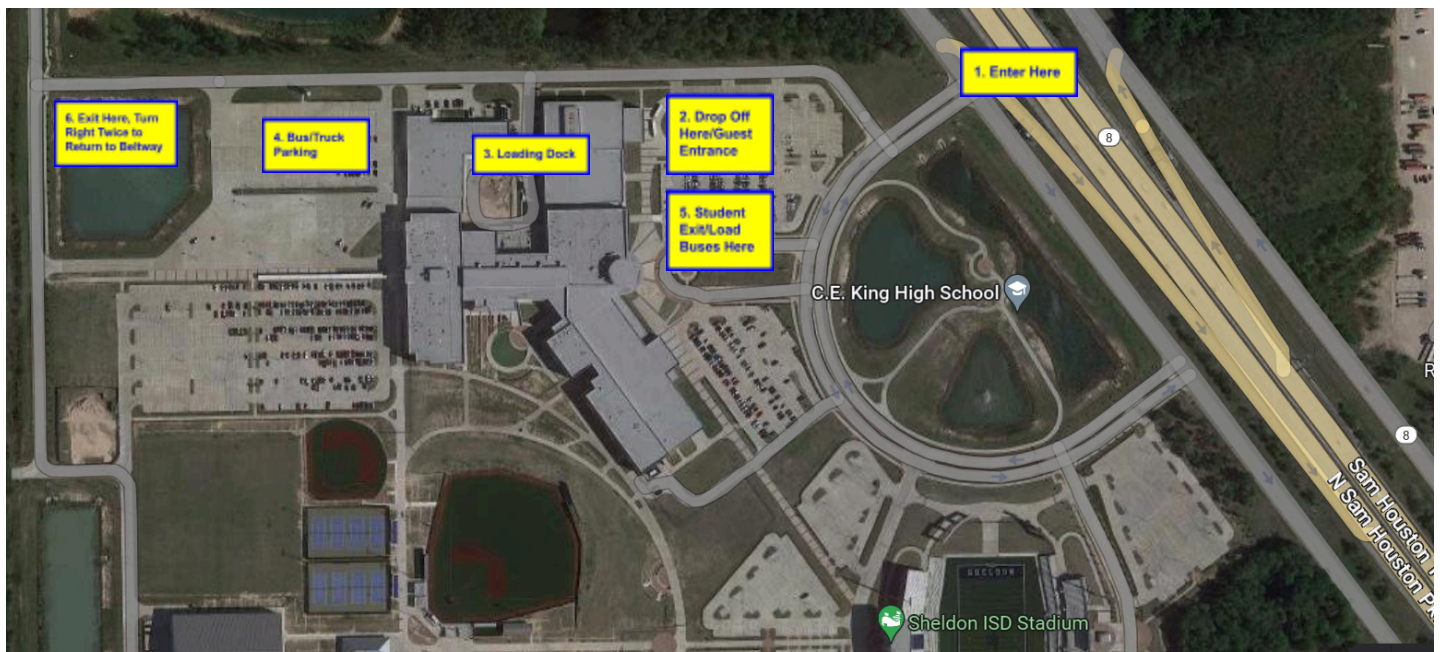 1. Enter Here
6. Exit Here, Turn
Right Twice to
Return to Beltway
4. Bus/Truck
Parking
3. Loading Dock
2. Drop Off
Here/Guest
Entrance
8
5. Student
Exit/Load
Buses Here
C.E. King High School
8
Sam Houston
N Sam Houston
SHELDON
Sheldon ISD Stadium